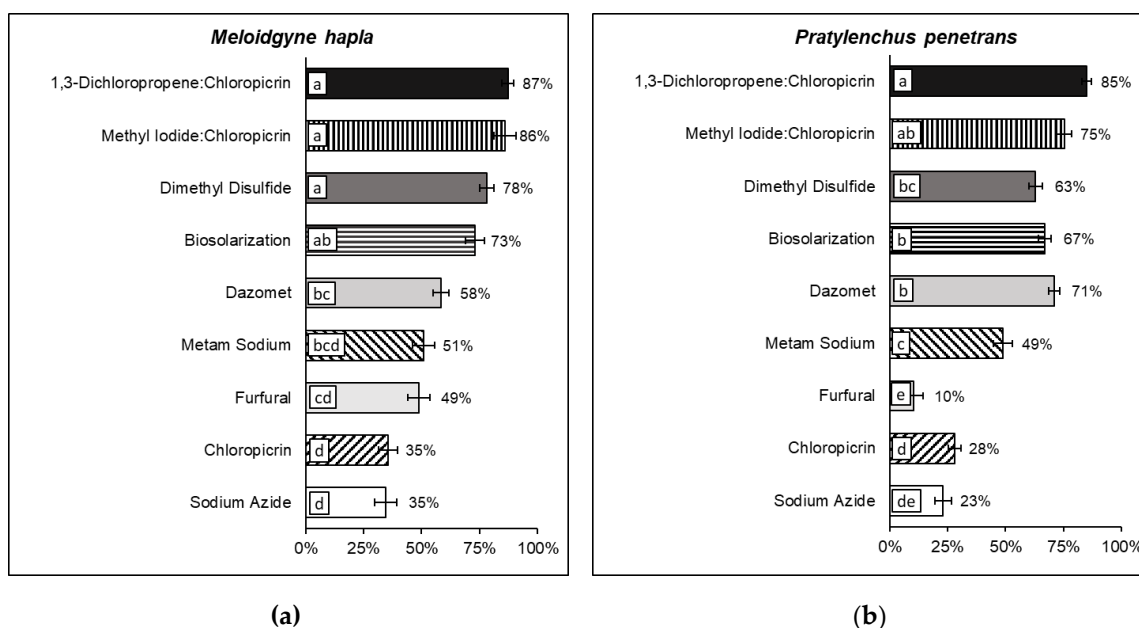 Meloidgyne hapla
1,3-Dichloropropene:Chloropicrin a 87%
Methyl Iodide:Chloropicrin a 86%
Dimethyl Disulfide a 78%
Biosolarization ab 73%
Dazomet bc 58%
Metam Sodium bcd 51%
Furfural cd 49%
Chloropicrin d 35%
Sodium Azide d 35%
0% 25% 50% 75% 100%
(a)
Pratylenchus penetrans
1,3-Dichloropropene:Chloropicrin a 85%
Methyl Iodide:Chloropicrin ab 75%
Dimethyl Disulfide bc 63%
Biosolarization b 67%
Dazomet b 71%
Metam Sodium c 49%
Furfural e 10%
Chloropicrin d 28%
Sodium Azide de 23%
0% 25% 50% 75% 100%
(b)